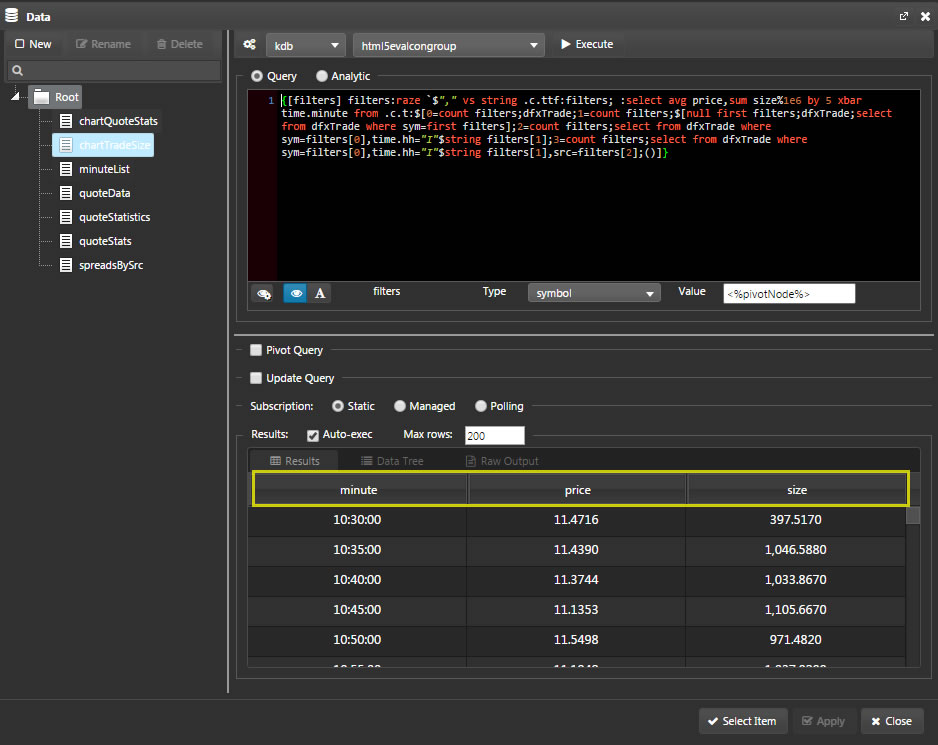 Data
New Rename Delete
kdb html5evalcongroup Execute
Root
chartQuoteStats
chartTradeSize
minuteList
quoteData
quoteStatistics
quoteStats
spreadsBySrc
Query Analytic
1 {[filters] filters:raze `$"," vs string .c.ttf:filters; :select avg price,sum size%1e6 by 5 xbar
time.minute from .c.t:$[0=count filters;dfxTrade;1=count filters;$[null first filters;dfxTrade;select
from dfxTrade where sym=first filters];2=count filters;select from dfxTrade where
sym=filters[0],time.hh="I"$string filters[1];3=count filters;select from dfxTrade where
sym=filters[0],time.hh="I"$string filters[1],src=filters[2];()]}
A filters Type symbol Value <%pivotNode%>
Pivot Query
Update Query
Subscription: Static Managed Polling
Results: Auto-exec Max rows: 200
Results Data Tree Raw Output
minute price size
10:30:00 11.4716 397.5170
10:35:00 11.4390 1,046.5880
10:40:00 11.3744 1,033.8670
10:45:00 11.1353 1,105.6670
10:50:00 11.5498 971.4820
Select Item Apply Close